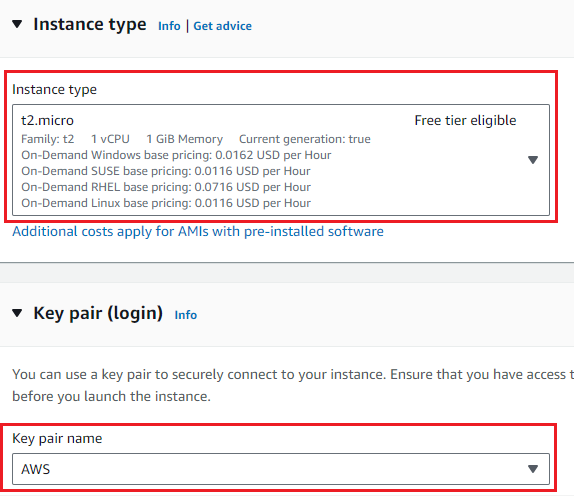 Instance type Info | Get advice
Instance type
t2.micro Free tier eligible
Family: t2 1 vCPU 1 GiB Memory Current generation: true
On-Demand Windows base pricing: 0.0162 USD per Hour
On-Demand SUSE base pricing: 0.0116 USD per Hour
On-Demand RHEL base pricing: 0.0716 USD per Hour
On-Demand Linux base pricing: 0.0116 USD per Hour
Additional costs apply for AMIs with pre-installed software
Key pair (login) Info
You can use a key pair to securely connect to your instance. Ensure that you have access t
before you launch the instance.
Key pair name
AWS